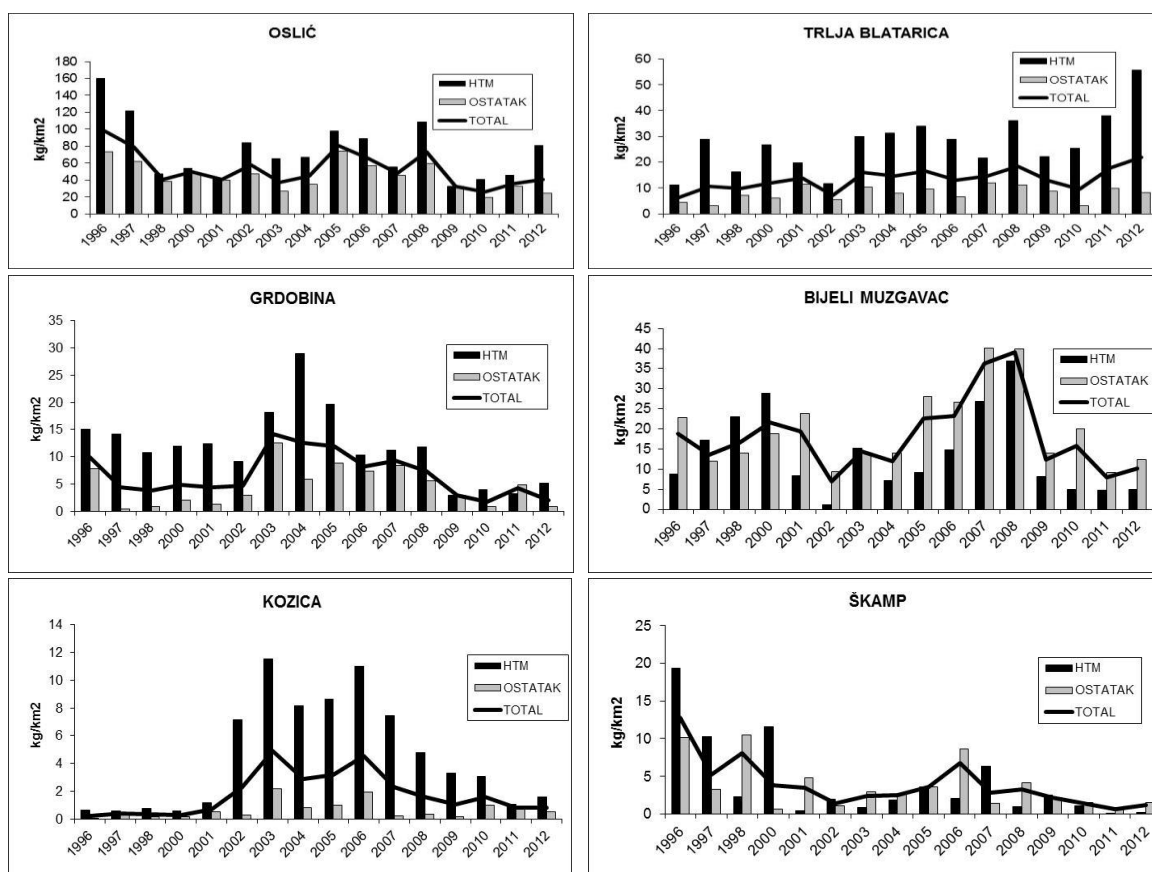 OSLIĆ
kg/km2
180
160
140
120
100
80
60
40
20
0
HTM
OSTATAK
TOTAL
1996 1997 1998 2000 2001 2002 2003 2004 2005 2006 2007 2008 2009 2010 2011 2012
TRLJA BLATARICA
kg/km2
60
50
40
30
20
10
0
HTM
OSTATAK
TOTAL
1996 1997 1998 2000 2001 2002 2003 2004 2005 2006 2007 2008 2009 2010 2011 2012
GRDOBINA
kg/km2
35
30
25
20
15
10
5
0
HTM
OSTATAK
TOTAL
1996 1997 1998 2000 2001 2002 2003 2004 2005 2006 2007 2008 2009 2010 2011 2012
BIJELI MUZGAVAC
kg/km2
45
40
35
30
25
20
15
10
5
0
HTM
OSTATAK
TOTAL
1996 1997 1998 2000 2001 2002 2003 2004 2005 2006 2007 2008 2009 2010 2011 2012
KOZICA
kg/km2
14
12
10
8
6
4
2
0
HTM
OSTATAK
TOTAL
1996 1997 1998 2000 2001 2002 2003 2004 2005 2006 2007 2008 2009 2010 2011 2012
ŠKAMP
kg/km2
25
20
15
10
5
0
HTM
OSTATAK
TOTAL
1996 1997 1998 2000 2001 2002 2003 2004 2005 2006 2007 2008 2009 2010 2011 2012